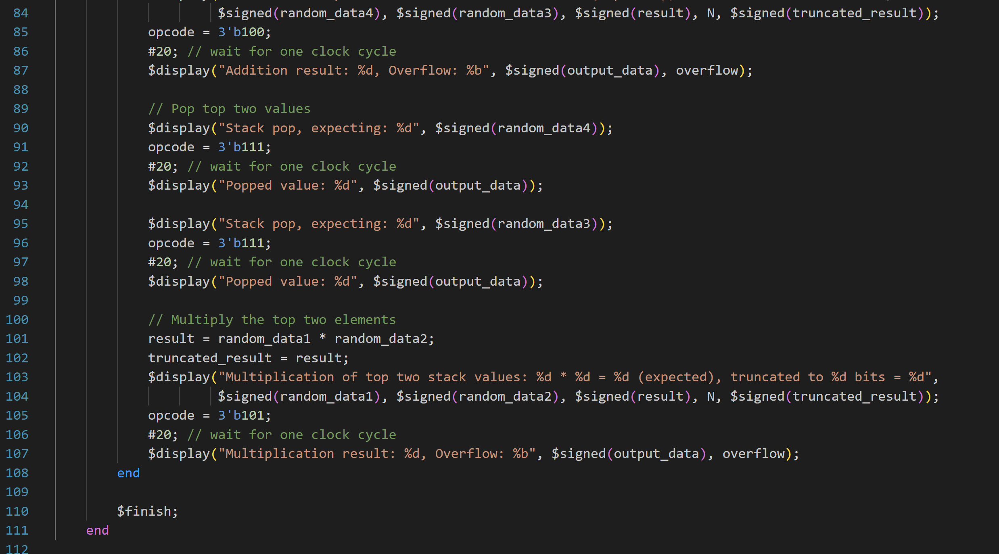 84 $signed(random_data4), $signed(random_data3), $signed(result), N, $signed(truncated_result));
85 opcode = 3'b100;
86 #20; // wait for one clock cycle
87 $display("Addition result: %d, Overflow: %b", $signed(output_data), overflow);
88
89 // Pop top two values
90 $display("Stack pop, expecting: %d", $signed(random_data4));
91 opcode = 3'b111;
92 #20; // wait for one clock cycle
93 $display("Popped value: %d", $signed(output_data));
94
95 $display("Stack pop, expecting: %d", $signed(random_data3));
96 opcode = 3'b111;
97 #20; // wait for one clock cycle
98 $display("Popped value: %d", $signed(output_data));
99
100 // Multiply the top two elements
101 result = random_data1 * random_data2;
102 truncated_result = result;
103 $display("Multiplication of top two stack values: %d * %d = %d (expected), truncated to %d bits = %d",
104 $signed(random_data1), $signed(random_data2), $signed(result), N, $signed(truncated_result));
105 opcode = 3'b101;
106 #20; // wait for one clock cycle
107 $display("Multiplication result: %d, Overflow: %b", $signed(output_data), overflow);
108 end
109
110 $finish;
111 end
112